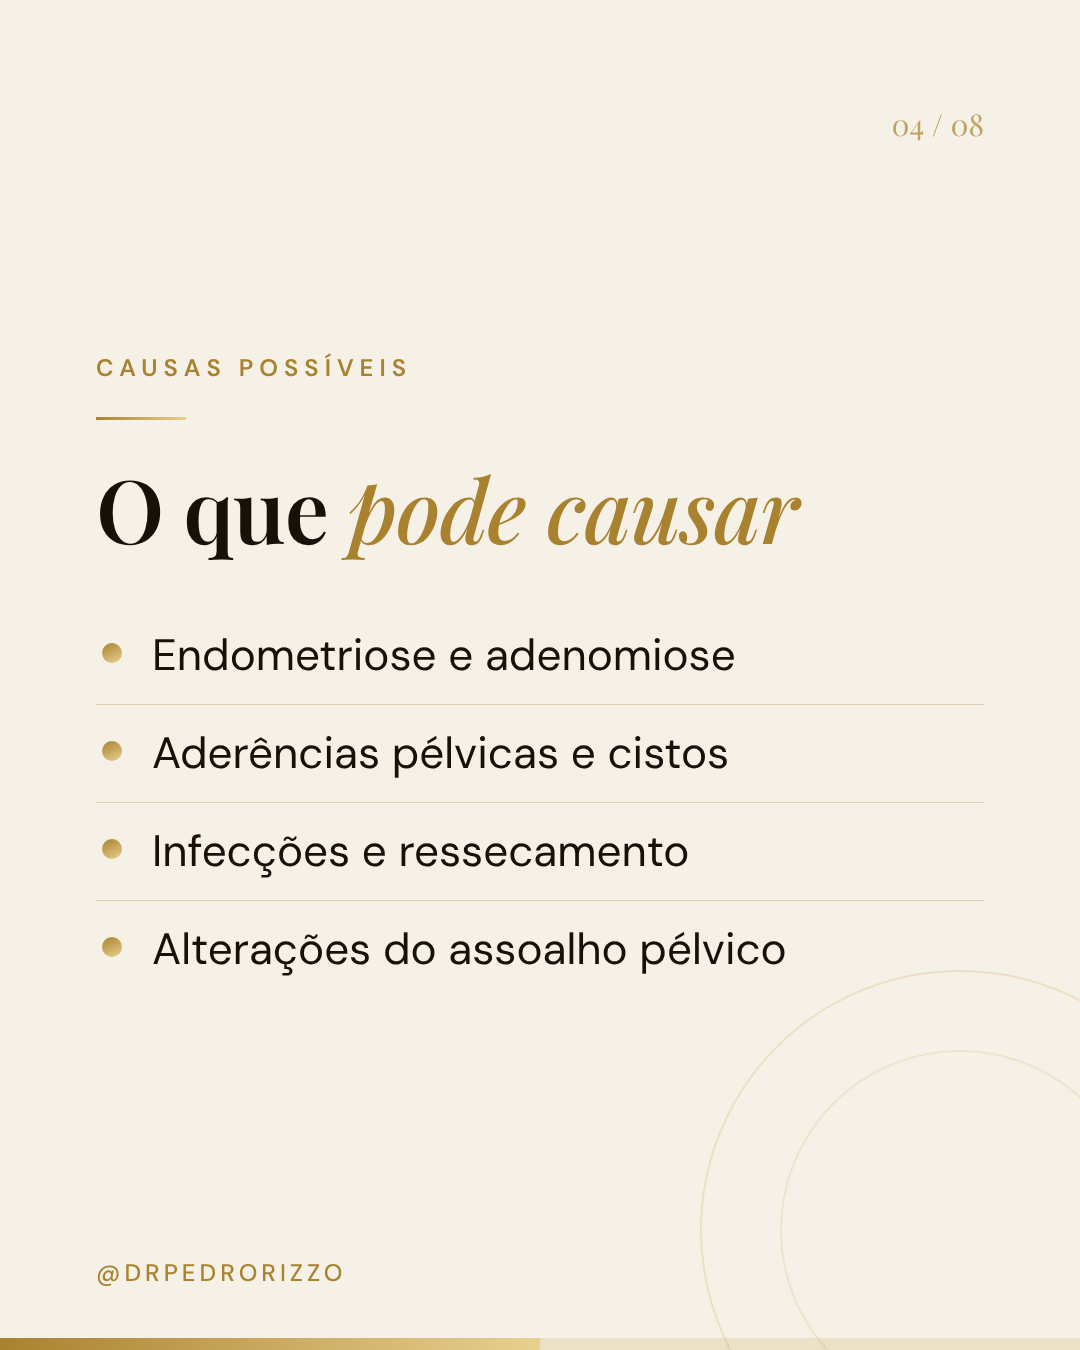 04 / 08
CAUSAS POSSÍVEIS
O que pode causar
Endometriose e adenomiose
Aderências pélvicas e cistos
Infecções e ressecamento
Alterações do assoalho pélvico
@DRPEDRORIZZO